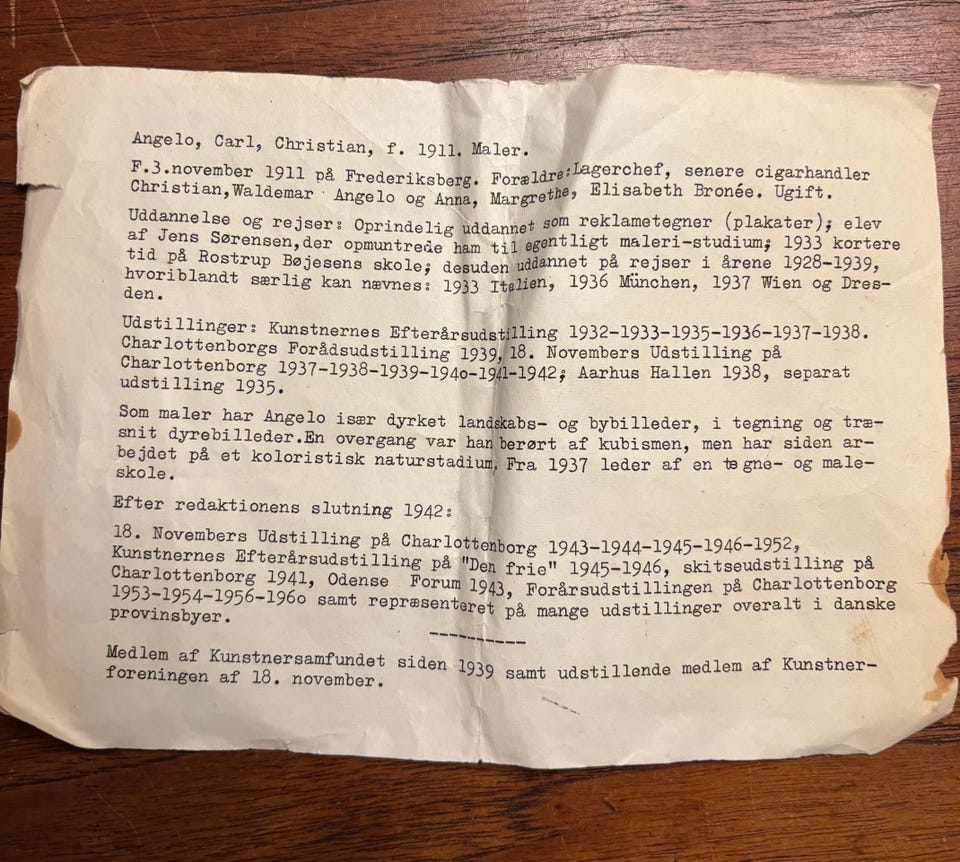 Angelo, Carl, Christian, f. 1911. Maler.
F.3.november 1911 på Frederiksberg. Forældre:Lagerchef, senere cigarhandler
Christian,Waldemar Angelo og Anna, Margrethe, Elisabeth Bronée. Ugift.
Uddannelse og rejser: Oprindelig uddannet som reklametegner (plakater); elev
af Jens Sørensen,der opmuntrede ham til egentligt maleri-studium; 1933 kortere
tid på Rostrup Bøjesens skole; desuden uddannet på rejser i årene 1928-1939,
hvoriblandt særlig kan nævnes: 1933 Italien, 1936 München, 1937 Wien og Dres-
den.
Udstillinger: Kunstnernes Efterårsudstilling 1932-1933-1935-1936-1937-1938.
Charlottenborgs Forådsudstilling 1939, 18. Novembers Udstilling på
Charlottenborg 1937-1938-1939-194o-1941-1942; Aarhus Hallen 1938, separat
udstilling 1935.
Som maler har Angelo især dyrket landskabs- og bybilleder, i tegning og træ-
snit dyrebilleder.En overgang var han berørt af kubismen, men har siden ar-
bejdet på et koloristisk naturstadium, Fra 1937 leder af en tegne- og male-
skole.
Efter redaktionens slutning 1942:
18. Novembers Udstilling på Charlottenborg 1943-1944-1945-1946-1952,
Kunstnernes Efterårsudstilling på "Den frie" 1945-1946, skitseudstilling på
Charlottenborg 1941, Odense Forum 1943, Forårsudstillingen på Charlottenborg
1953-1954-1956-196o samt repræsenteret på mange udstillinger overalt i danske
provinsbyer.
----------
Medlem af Kunstnersamfundet siden 1939 samt udstillende medlem af Kunstner-
foreningen af 18. november.